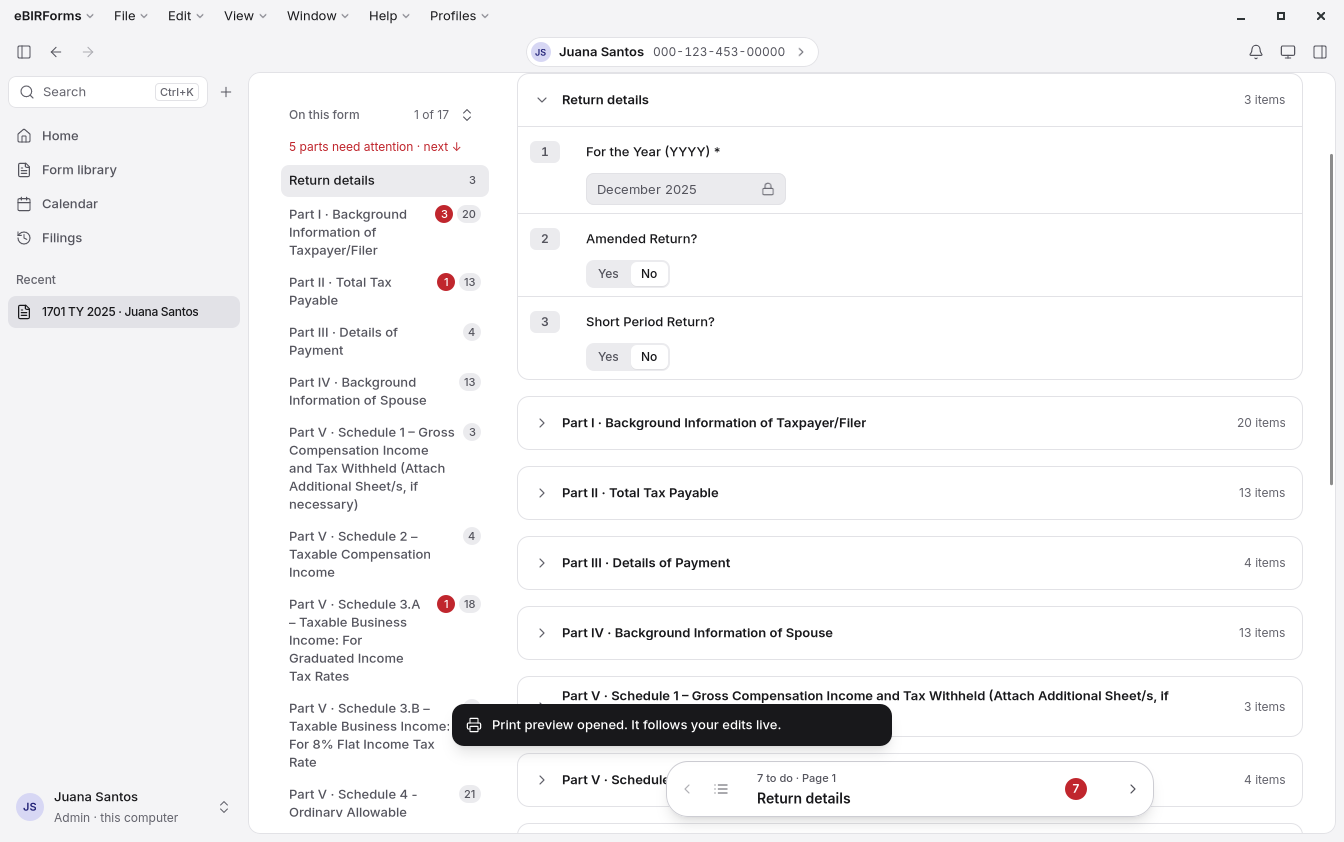 eBIRForms File Edit View Window Help Profiles
JS Juana Santos 000-123-453-00000
Search Ctrl+K
Home
Form library
Calendar
Filings
Recent
1701 TY 2025 · Juana Santos
JS Juana Santos
Admin · this computer
On this form 1 of 17
5 parts need attention · next ↓
Return details 3
Part I · Background 3 20
Information of
Taxpayer/Filer
Part II · Total Tax 1 13
Payable
Part III · Details of 4
Payment
Part IV · Background 13
Information of Spouse
Part V · Schedule 1 – Gross 3
Compensation Income
and Tax Withheld (Attach
Additional Sheet/s, if
necessary)
Part V · Schedule 2 – 4
Taxable Compensation
Income
Part V · Schedule 3.A 1 18
– Taxable Business
Income: For
Graduated Income
Tax Rates
Part V · Schedule 3.B –
Taxable Business Income:
For 8% Flat Income Tax
Rate
Part V · Schedule 4 - 21
Ordinary Allowable
Return details 3 items
1 For the Year (YYYY) *
December 2025
2 Amended Return?
Yes No
3 Short Period Return?
Yes No
Part I · Background Information of Taxpayer/Filer 20 items
Part II · Total Tax Payable 13 items
Part III · Details of Payment 4 items
Part IV · Background Information of Spouse 13 items
Part V · Schedule 1 – Gross Compensation Income and Tax Withheld (Attach Additional Sheet/s, if
3 items
Print preview opened. It follows your edits live.
Part V · Schedule 4 items
7 to do · Page 1
Return details 7